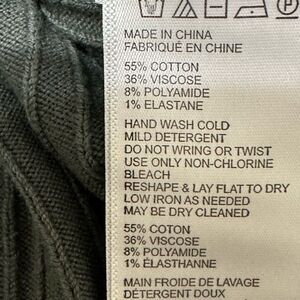 MADE IN CHINA
FABRIQUÉ EN CHINE
55% COTTON
36% VISCOSE
8% POLYAMIDE
1% ELASTANE
HAND WASH COLD
MILD DETERGENT
DO NOT WRING OR TWIST
USE ONLY NON-CHLORINE
BLEACH
RESHAPE & LAY FLAT TO DRY
LOW IRON AS NEEDED
MAY BE DRY CLEANED
55% COTON
36% VISCOSE
8% POLYAMIDE
1% ÉLASTHANNE
MAIN FROIDE DE LAVAGE
DÉTERGENT DOUX